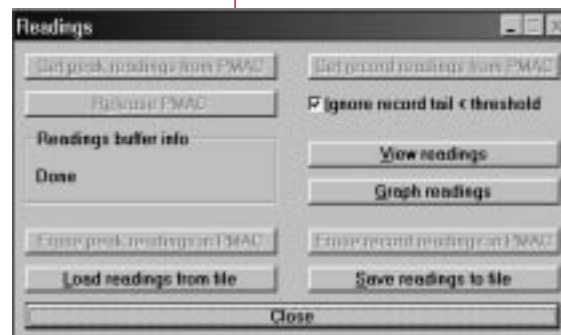 Readings
Get peak readings from PMAC
Get record readings from PMAC
Release PMAC
Ignore record tail < threshold
Readings buffer info
Done
View readings
Graph readings
Erase peak readings in PMAC
Erase record readings in PMAC
Load readings from file
Save readings to file
Close